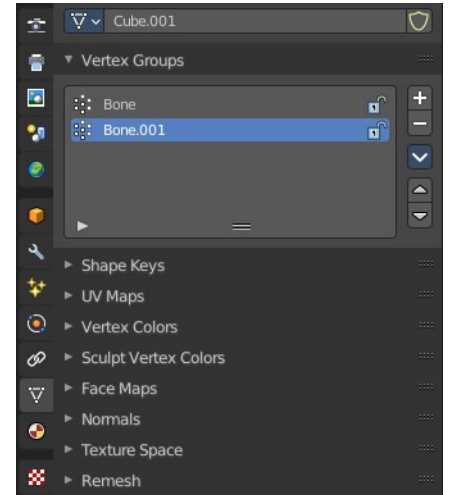 Cube.001
Vertex Groups
Bone
Bone.001
Shape Keys
UV Maps
Vertex Colors
Sculpt Vertex Colors
Face Maps
Normals
Texture Space
Remesh